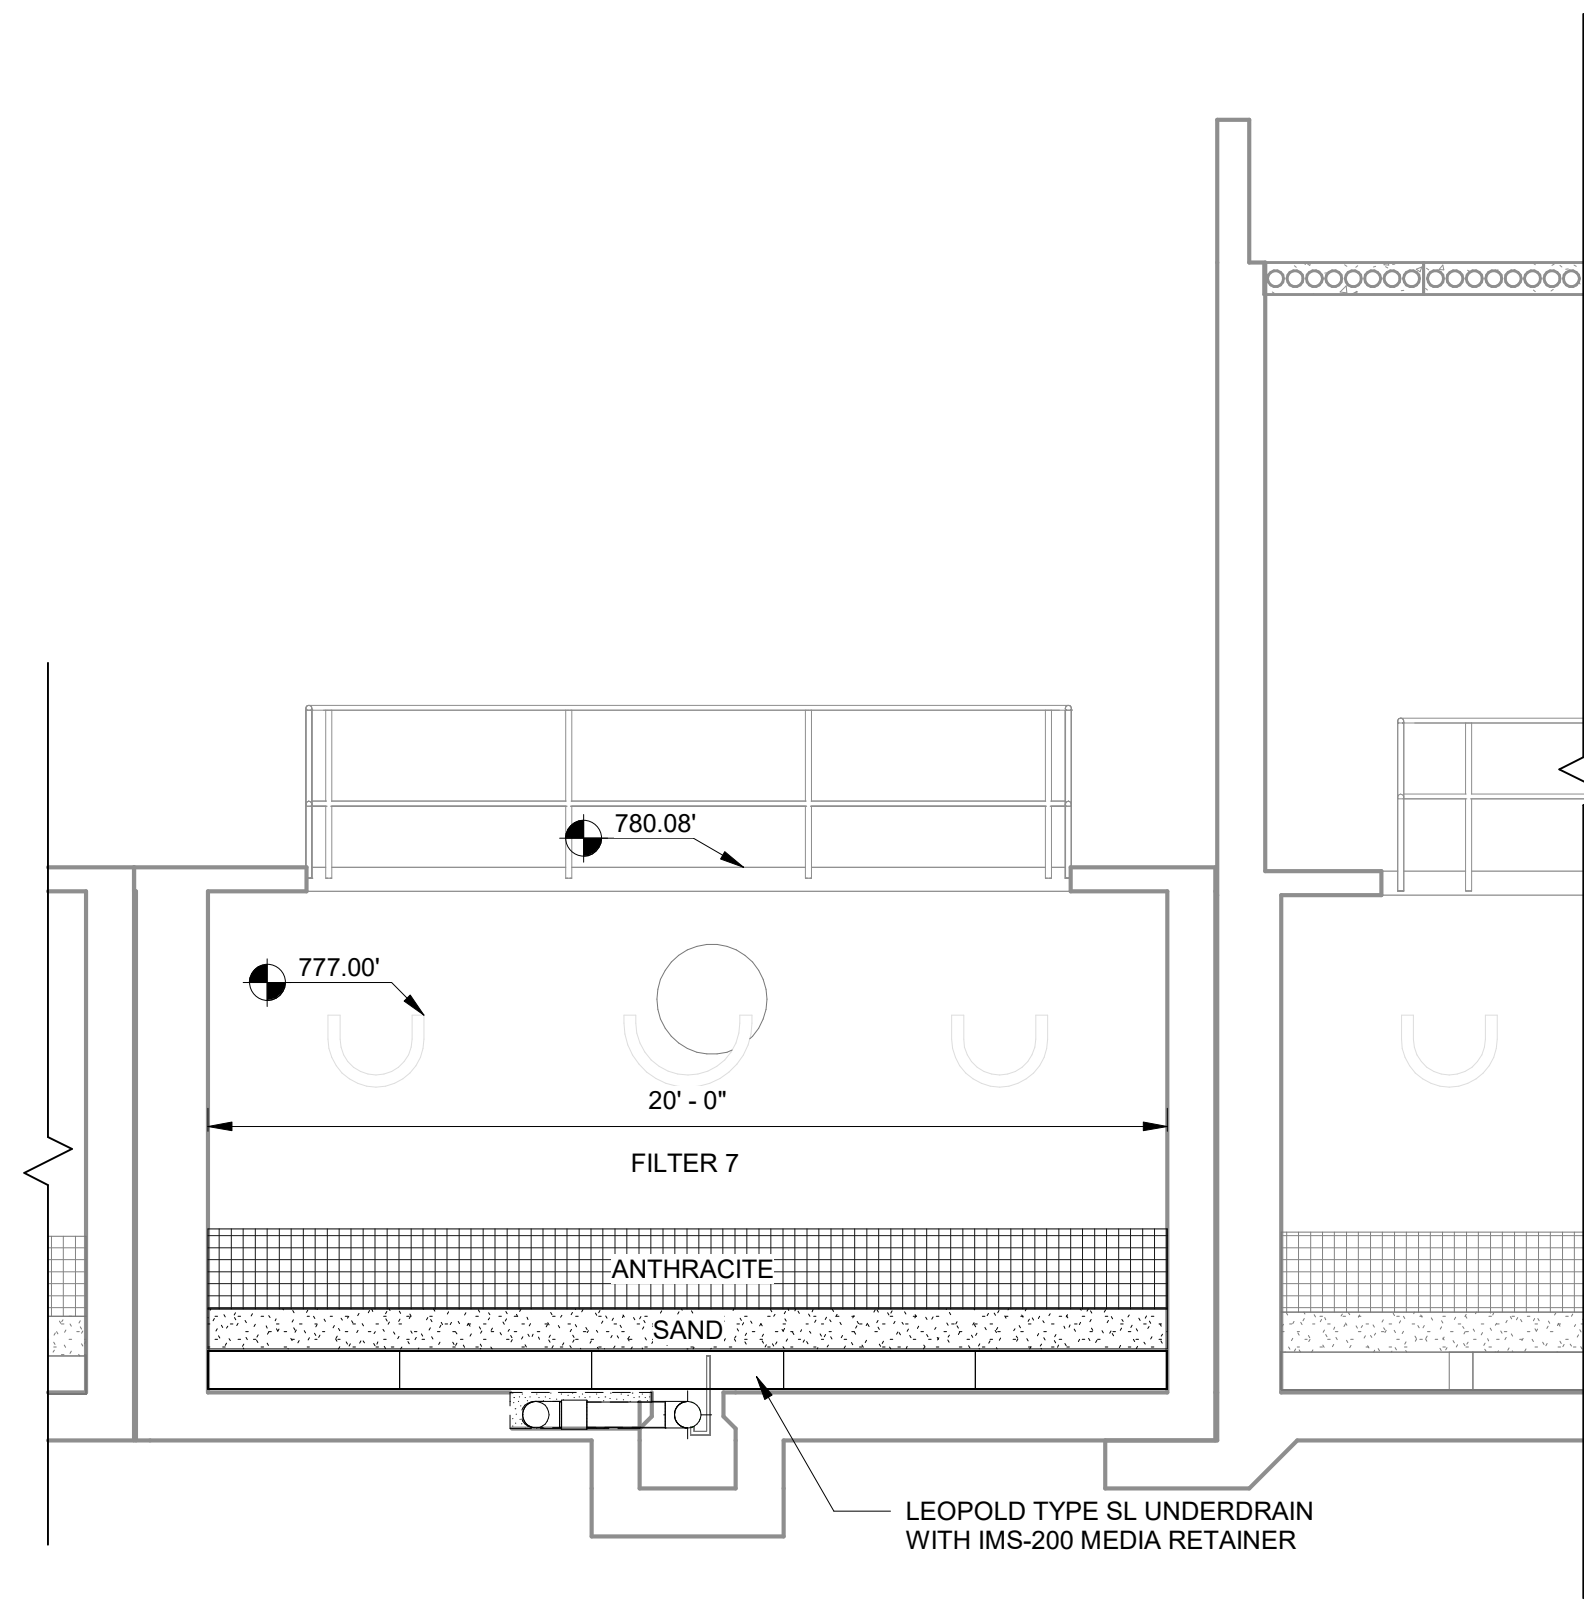 780.08'
777.00'
20' - 0"
FILTER 7
ANTHRACITE
SAND
LEOPOLD TYPE SL UNDERDRAIN
WITH IMS-200 MEDIA RETAINER